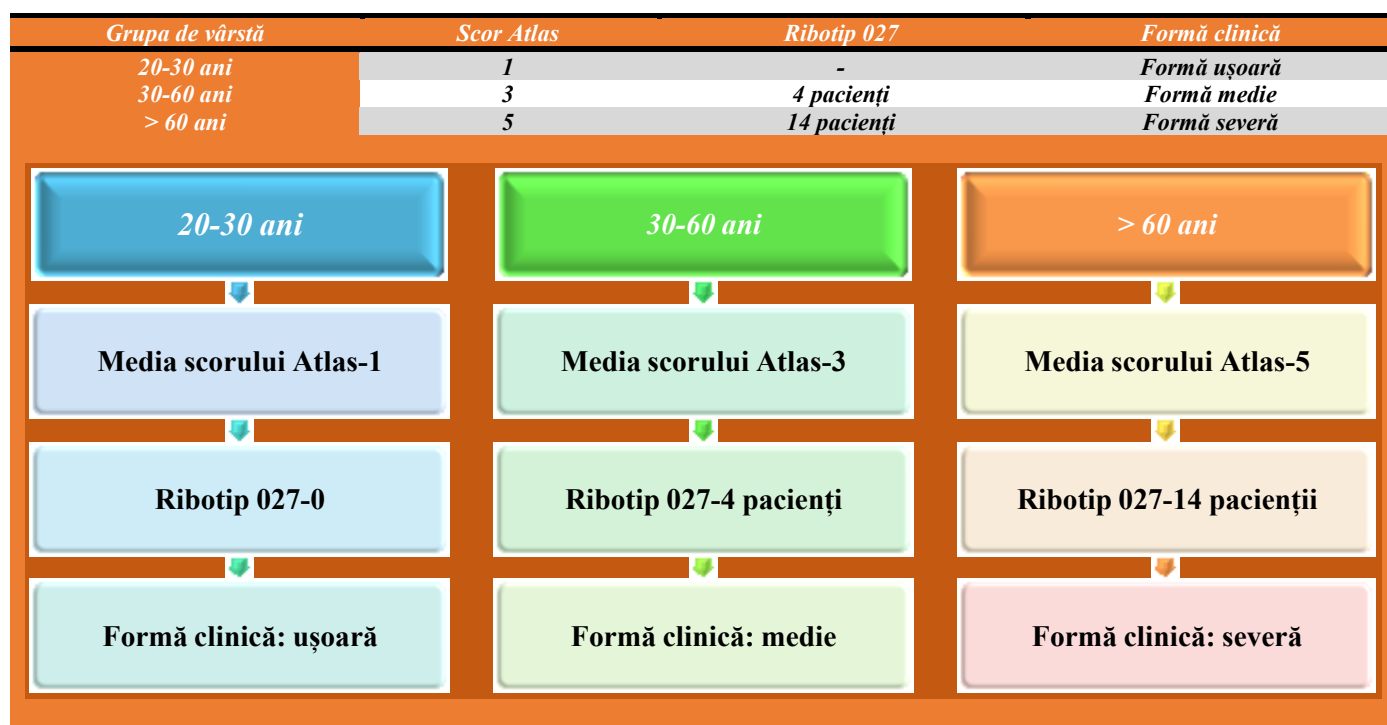 Grupa de vârstă Scor Atlas Ribotip 027 Formă clinică
20-30 ani 1 - Formă ușoară
30-60 ani 3 4 pacienți Formă medie
> 60 ani 5 14 pacienți Formă severă
20-30 ani 30-60 ani > 60 ani
Media scorului Atlas-1 Media scorului Atlas-3 Media scorului Atlas-5
Ribotip 027-0 Ribotip 027-4 pacienți Ribotip 027-14 pacienții
Formă clinică: ușoară Formă clinică: medie Formă clinică: severă